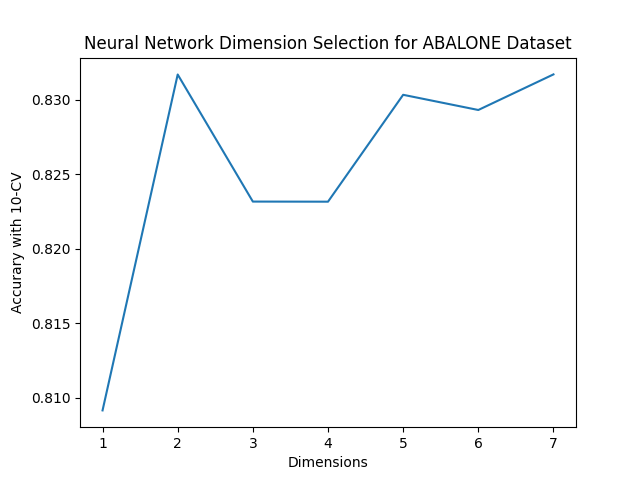 Neural Network Dimension Selection for ABALONE Dataset
0.830
0.825
0.820
0.815
0.810
Accurary with 10-CV
1 2 3 4 5 6 7
Dimensions